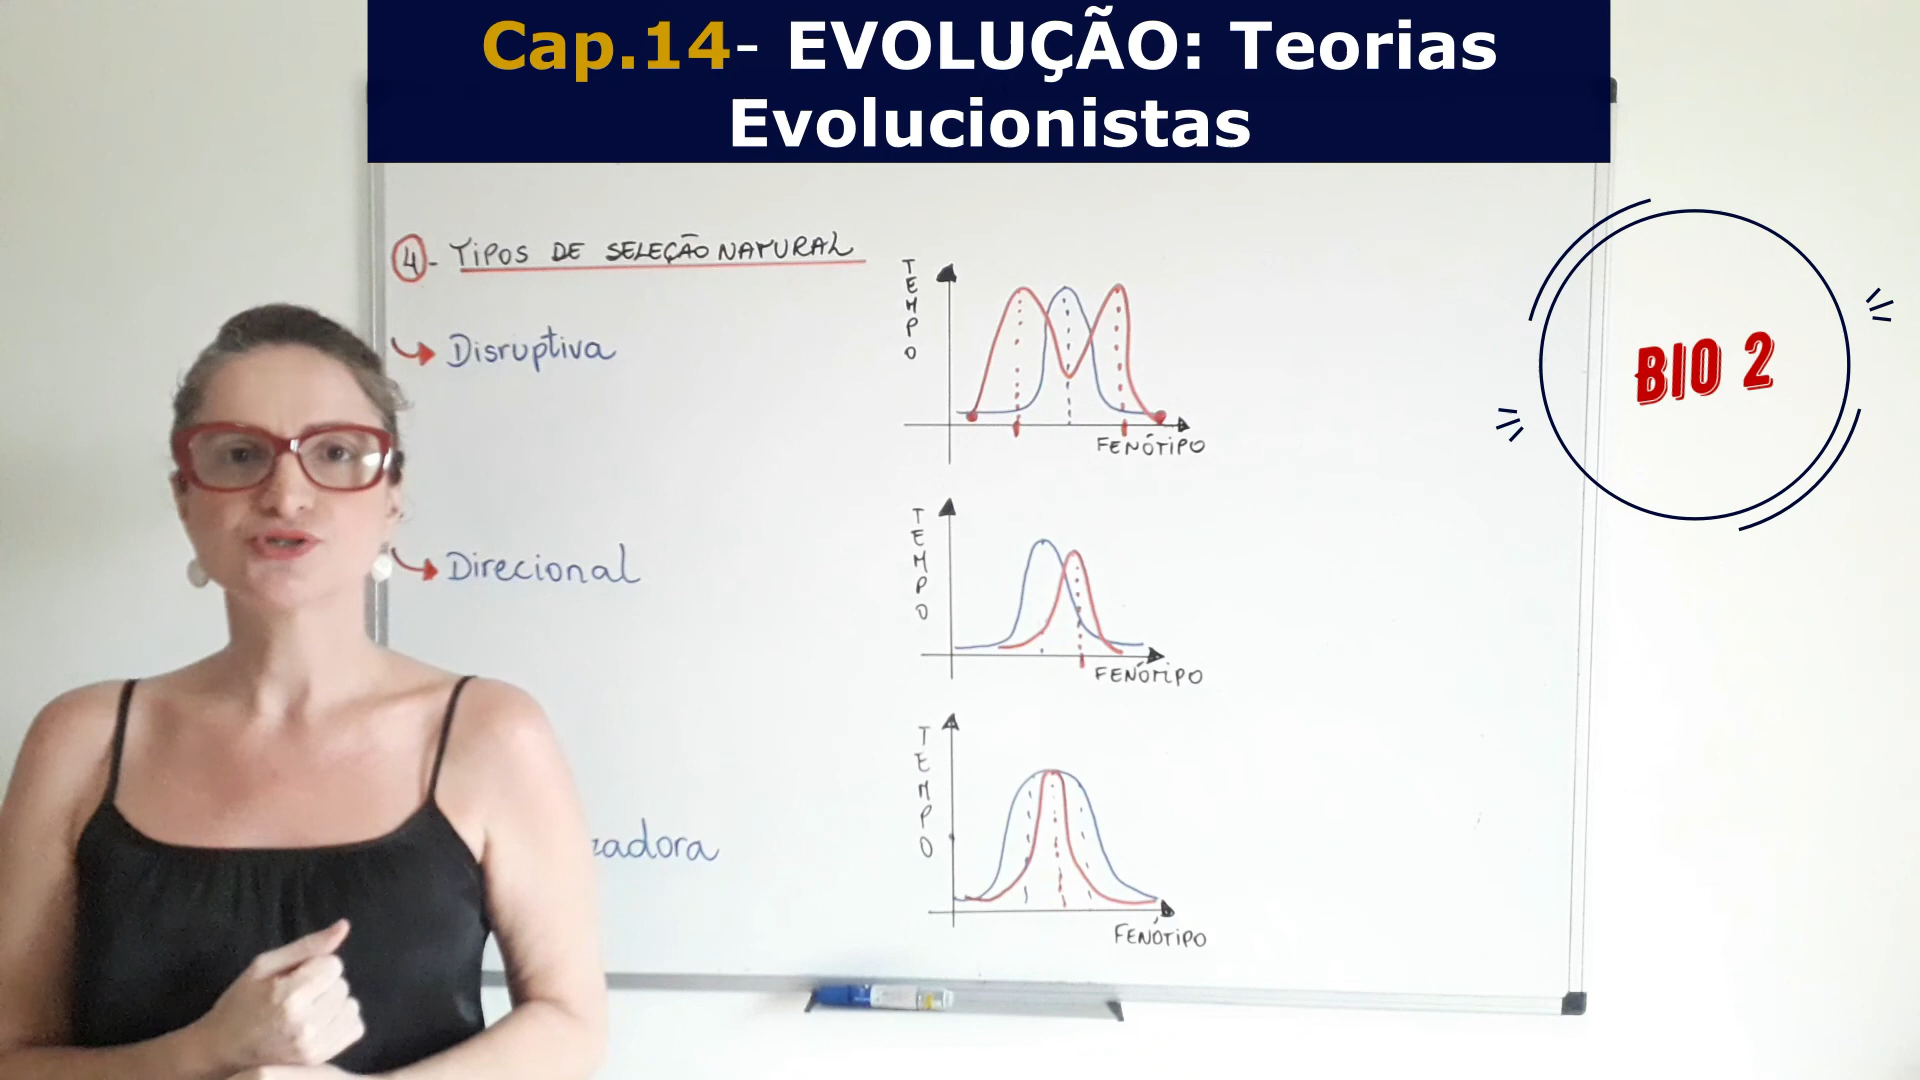 Cap.14- EVOLUÇÃO: Teorias
Evolucionistas
4- TIPOS DE SELEÇÃO NATURAL
Disruptiva
TEMPO
FENÓTIPO
BIO 2
Direcional
TEMPO
FENÓTIPO
zadora
TEMPO
FENÓTIPO